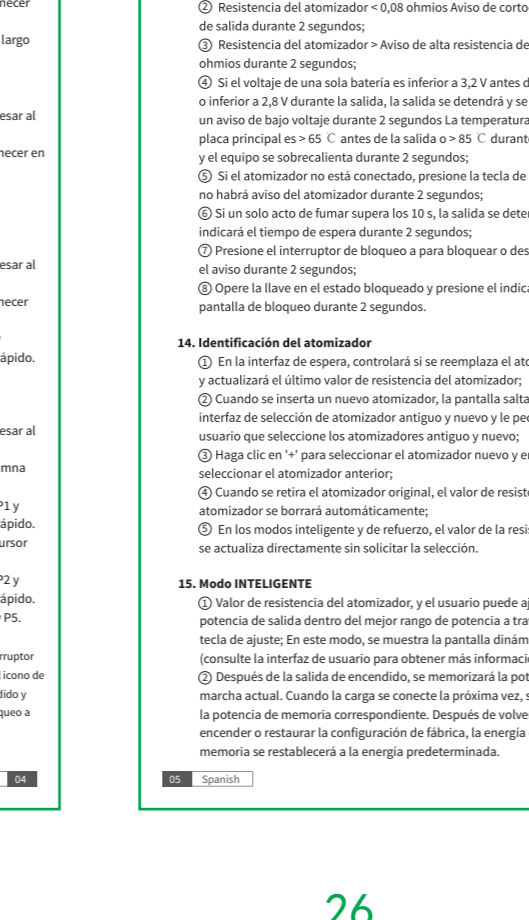 necer
largo
esar al
necer en
esar al
necer
ápido.
esar al
mna
P1 y
ápido.
ursor
P2 y
ápido.
P5.
rruptor
l icono de
dido y
queo a
04
② Resistencia del atomizador < 0,08 ohmios Aviso de corto
de salida durante 2 segundos;
③ Resistencia del atomizador > Aviso de alta resistencia de
ohmios durante 2 segundos;
④ Si el voltaje de una sola batería es inferior a 3,2 V antes d
o inferior a 2,8 V durante la salida, la salida se detendrá y se
un aviso de bajo voltaje durante 2 segundos La temperatura
placa principal es > 65 ℃ antes de la salida o > 85 ℃ durant
y el equipo se sobrecalienta durante 2 segundos;
⑤ Si el atomizador no está conectado, presione la tecla de
no habrá aviso del atomizador durante 2 segundos;
⑥ Si un solo acto de fumar supera los 10 s, la salida se deter
indicará el tiempo de espera durante 2 segundos;
⑦ Presione el interruptor de bloqueo a para bloquear o des
el aviso durante 2 segundos;
⑧ Opere la llave en el estado bloqueado y presione el indica
pantalla de bloqueo durante 2 segundos.
14. Identificación del atomizador
① En la interfaz de espera, controlará si se reemplaza el ato
y actualizará el último valor de resistencia del atomizador;
② Cuando se inserta un nuevo atomizador, la pantalla salta
interfaz de selección de atomizador antiguo y nuevo y le pe
usuario que seleccione los atomizadores antiguo y nuevo;
③ Haga clic en '+' para seleccionar el atomizador nuevo y en
seleccionar el atomizador anterior;
④ Cuando se retira el atomizador original, el valor de resiste
atomizador se borrará automáticamente;
⑤ En los modos inteligente y de refuerzo, el valor de la resis
se actualiza directamente sin solicitar la selección.
15. Modo INTELIGENTE
① Valor de resistencia del atomizador, y el usuario puede aj
potencia de salida dentro del mejor rango de potencia a tra
tecla de ajuste; En este modo, se muestra la pantalla dinám
(consulte la interfaz de usuario para obtener más informaci
② Después de la salida de encendido, se memorizará la pot
marcha actual. Cuando la carga se conecte la próxima vez, s
la potencia de memoria correspondiente. Después de volve
encender o restaurar la configuración de fábrica, la energía
memoria se restablecerá a la energía predeterminada.
05 Spanish
26